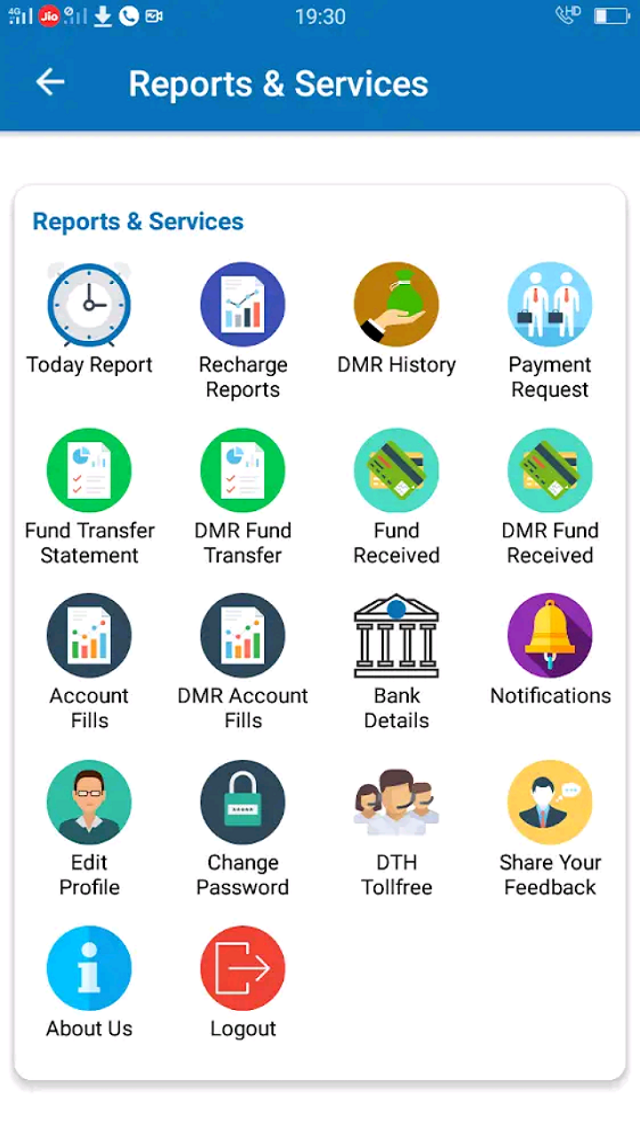 4G Jio 19:30 HD
Reports & Services
Reports & Services
Today Report
Recharge
Reports
DMR History
Payment
Request
Fund Transfer
Statement
DMR Fund
Transfer
Fund
Received
DMR Fund
Received
Account
Fills
DMR Account
Fills
Bank
Details
Notifications
Edit
Profile
Change
Password
DTH
Tollfree
Share Your
Feedback
About Us
Logout